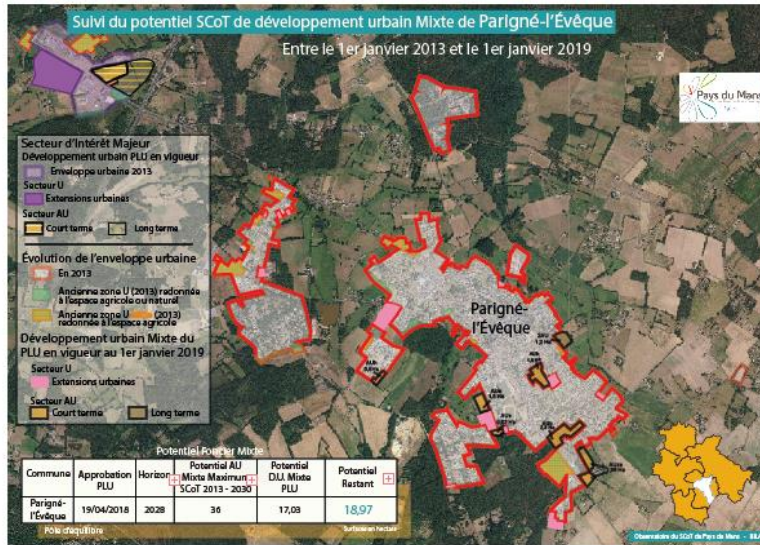 Suivi du potentiel SCoT de développement urbain Mixte de Parigné-l'Évêque
Entre le 1er janvier 2013 et le 1er janvier 2019
Pays du Mans
Secteur d'Intérêt Majeur
Développement urbain PLU en vigueur
Enveloppe urbaine 2013
Secteur U
Extensions urbaines
Secteur AU
Court terme
Long terme
Évolution de l'enveloppe urbaine
En 2013
Ancienne zone U (2013) redonnée
à l'espace agricole ou naturel
Ancienne zone U (2013)
redonnée à l'espace agricole
Développement urbain Mixte du
PLU en vigueur au 1er janvier 2019
Secteur U
Extensions urbaines
Secteur AU
Court terme
Long terme
Parigné-
l'Évêque
Potentiel Foncier Mixte
Commune
Approbation
PLU
Horizon
Potentiel AU
Mixte Maximum
SCoT 2013 - 2030
Potentiel
D.U. Mixte
PLU
Potentiel
Restant
Parigné-
l'Évêque
19/04/2018
2028
36
17,03
18,97
Pôle d'équilibre
Surfaces en hectare
Observatoire du SCoT du Pays du Mans